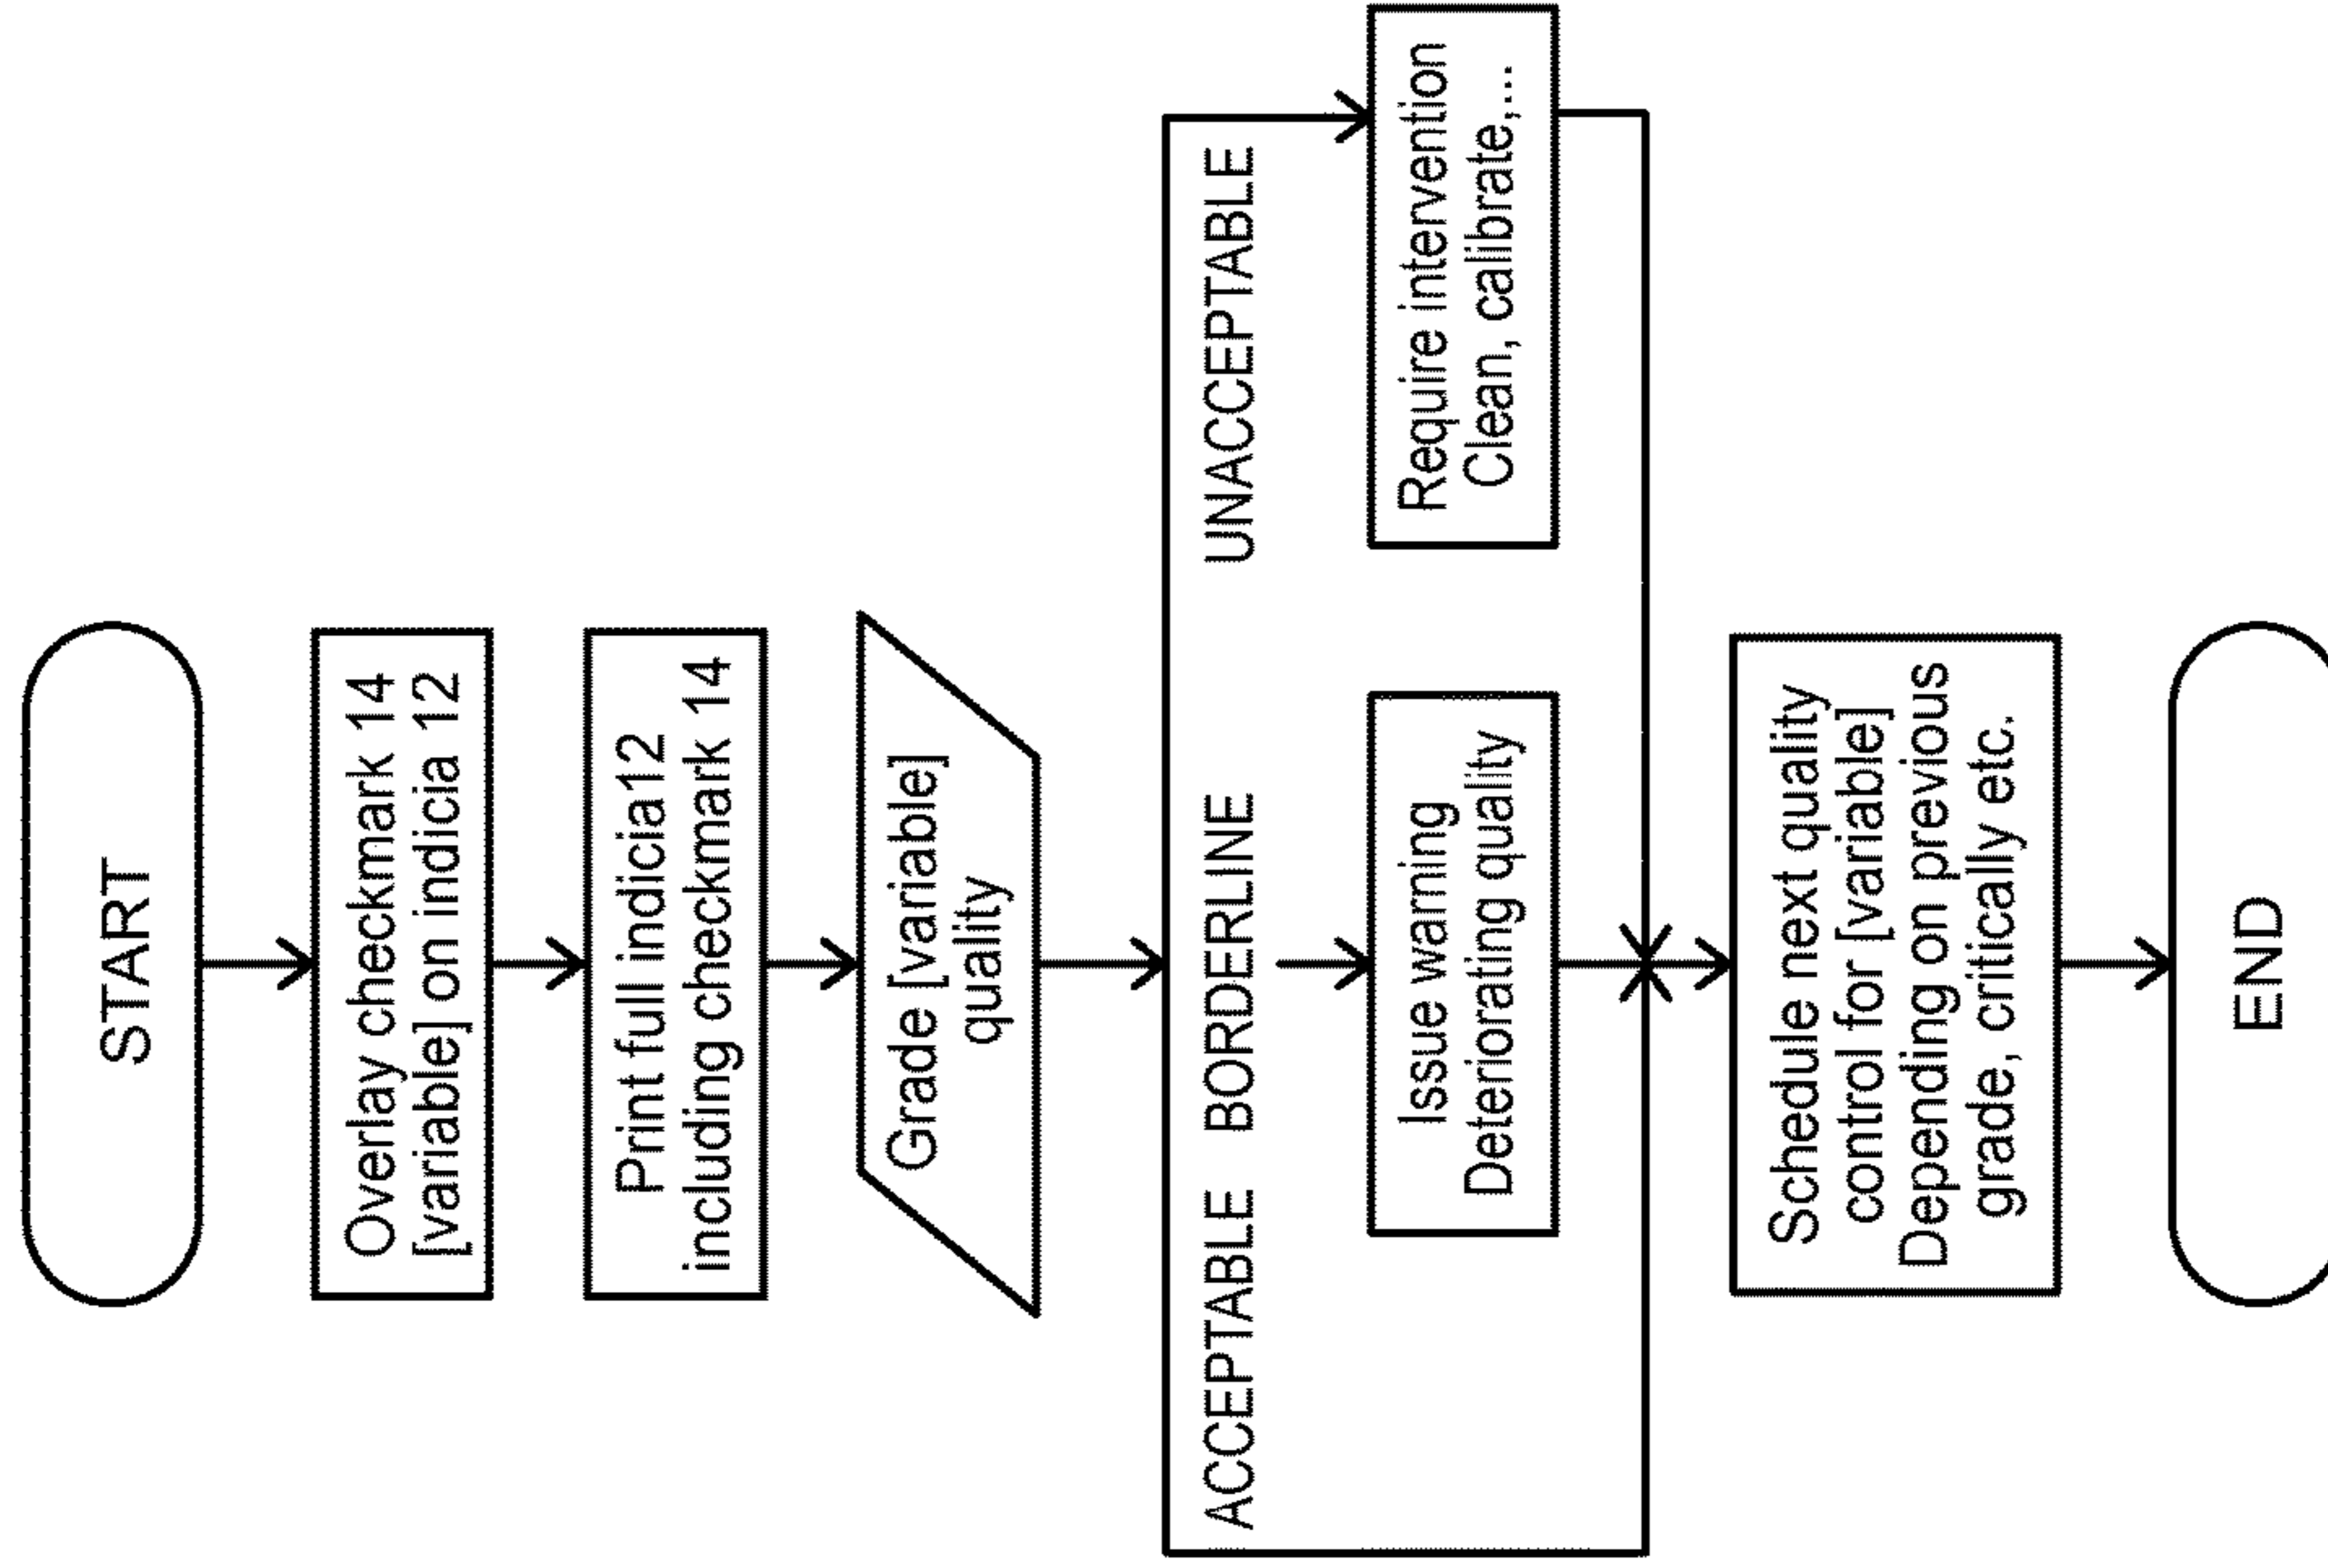 START
Overlay checkmark 14
[variable] on indicia 12
Print full indicia12
including checkmark 14
Grade [variable]
quality
ACCEPTABLE
BORDERLINE
UNACCEPTABLE
Issue warning
Deteriorating quality
Require intervention
Clean, calibrate,...
Schedule next quality
control for [variable]
Depending on previous
grade, critically etc.
END